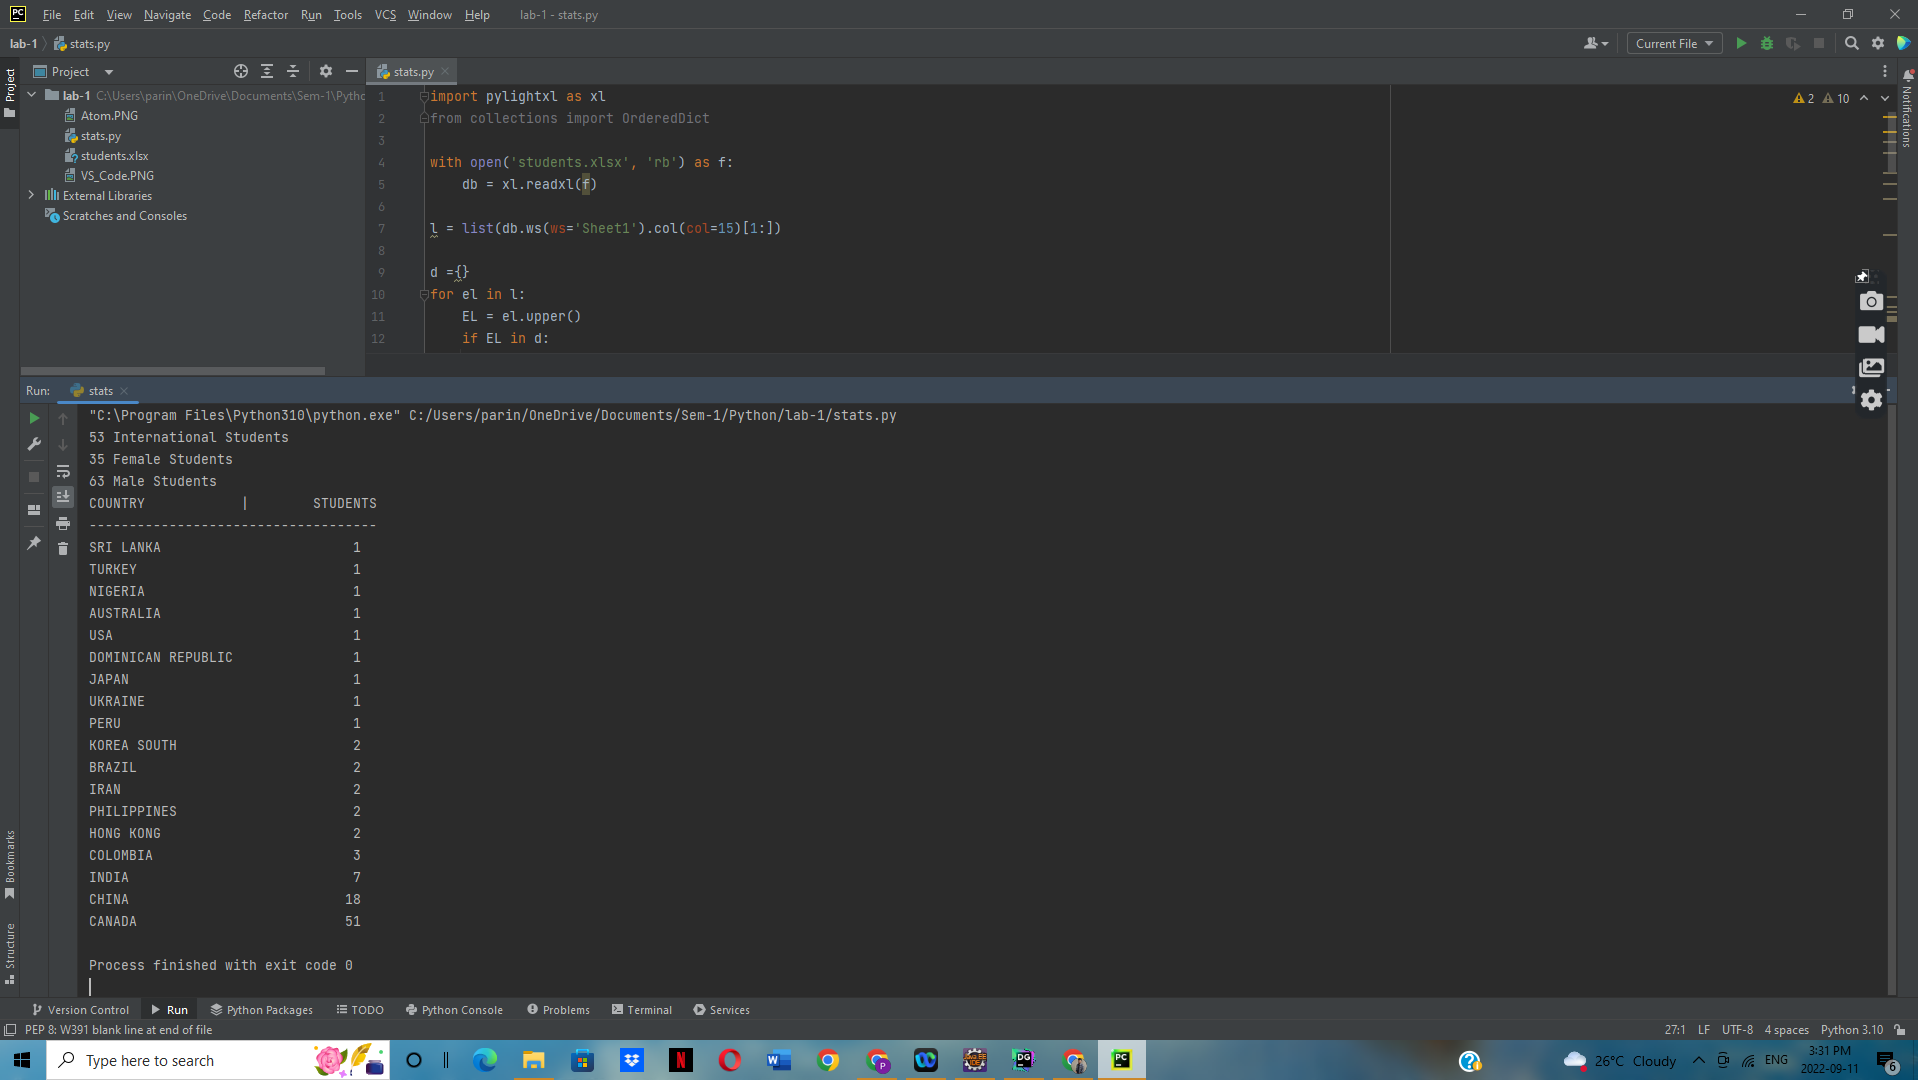 PC File Edit View Navigate Code Refactor Run Tools VCS Window Help lab-1 - stats.py
lab-1 stats.py Current File
Project stats.py
Project
lab-1 C:\Users\parin\OneDrive\Documents\Sem-1\Pytho
Atom.PNG
stats.py
students.xlsx
VS_Code.PNG
External Libraries
Scratches and Consoles
1 import pylightxl as xl
2 from collections import OrderedDict
3
4 with open('students.xlsx', 'rb') as f:
5 db = xl.readxl(f)
6
7 l = list(db.ws(ws='Sheet1').col(col=15)[1:])
8
9 d ={}
10 for el in l:
11 EL = el.upper()
12 if EL in d:
2 10
Notifications
Run: stats
"C:\Program Files\Python310\python.exe" C:/Users/parin/OneDrive/Documents/Sem-1/Python/lab-1/stats.py
53 International Students
35 Female Students
63 Male Students
COUNTRY | STUDENTS
------------------------------------
SRI LANKA 1
TURKEY 1
NIGERIA 1
AUSTRALIA 1
USA 1
DOMINICAN REPUBLIC 1
JAPAN 1
UKRAINE 1
PERU 1
KOREA SOUTH 2
BRAZIL 2
IRAN 2
PHILIPPINES 2
HONG KONG 2
COLOMBIA 3
INDIA 7
CHINA 18
CANADA 51
Process finished with exit code 0
Bookmarks
Structure
Version Control Run Python Packages TODO Python Console Problems Terminal Services
PEP 8: W391 blank line at end of file 27:1 LF UTF-8 4 spaces Python 3.10
Type here to search 26°C Cloudy ENG 3:31 PM
2022-09-11 6